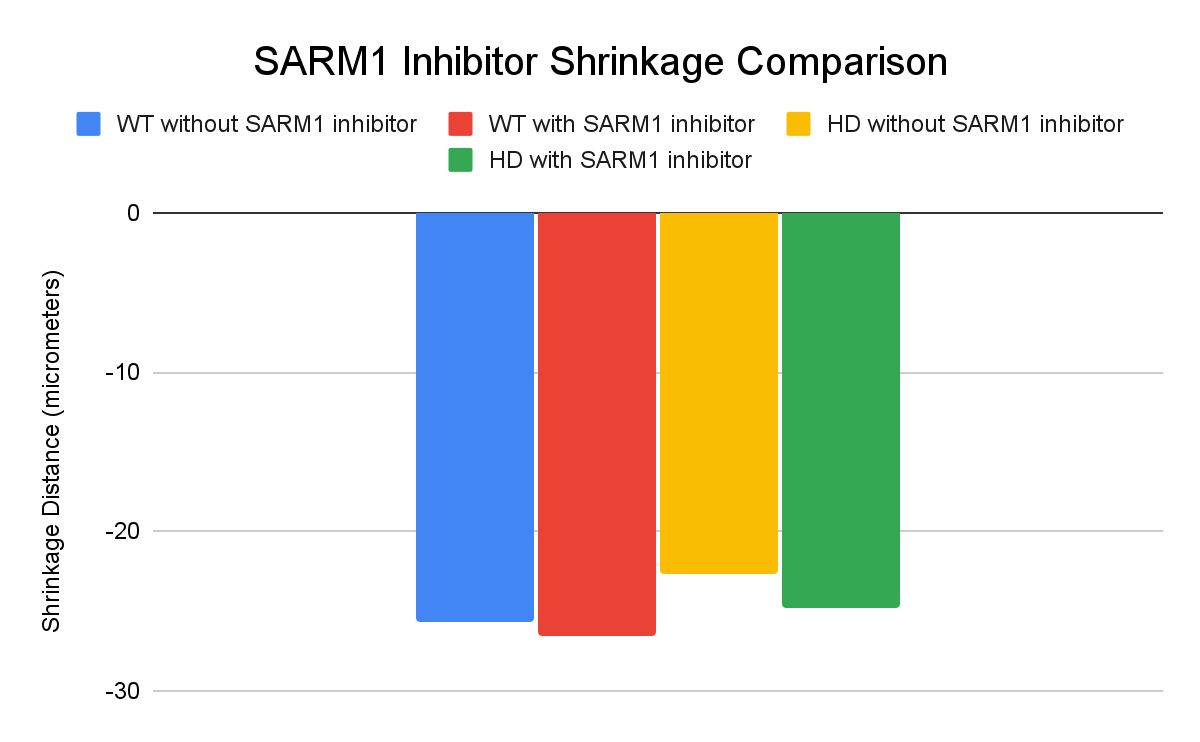 SARM1 Inhibitor Shrinkage Comparison
WT without SARM1 inhibitor WT with SARM1 inhibitor HD without SARM1 inhibitor
HD with SARM1 inhibitor
0
-10
-20
-30
Shrinkage Distance (micrometers)